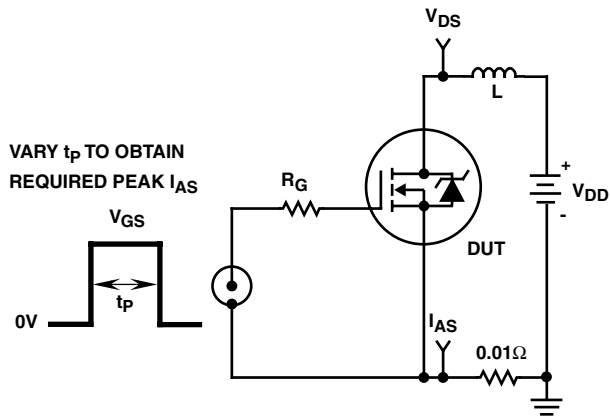 V_DS
L
VARY t_P TO OBTAIN
REQUIRED PEAK I_AS
R_G
+
V_DD
-
V_GS
DUT
t_P
0V
I_AS
0.01Ω